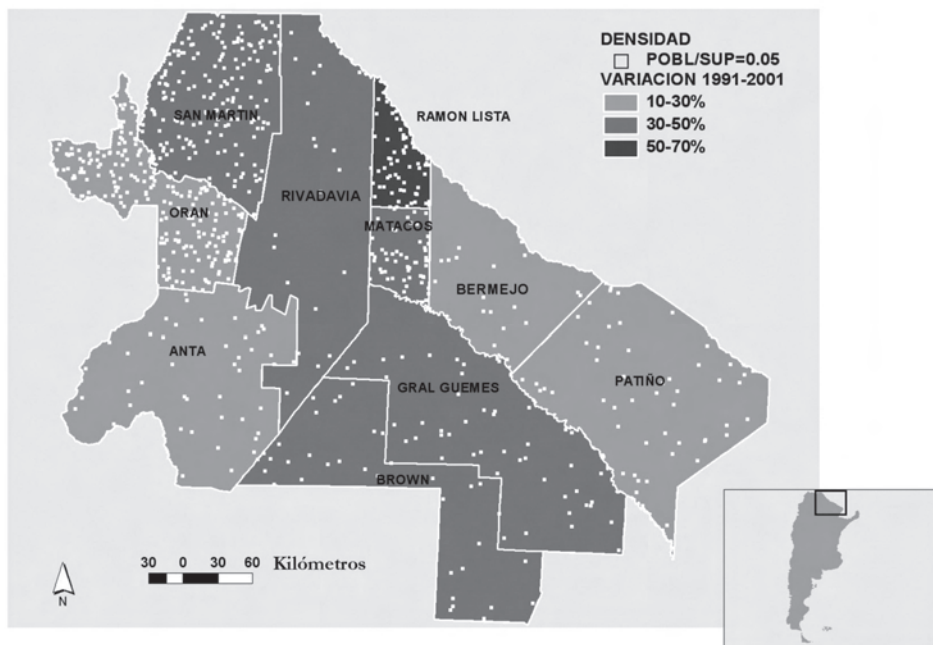 DENSIDAD
POBL/SUP=0.05
VARIACION 1991-2001
10-30%
30-50%
50-70%
SAN MARTIN
RAMON LISTA
RIVADAVIA
ORAN
MATACOS
BERMEJO
ANTA
GRAL GUEMES
PATIÑO
BROWN
30 0 30 60 Kilómetros
N